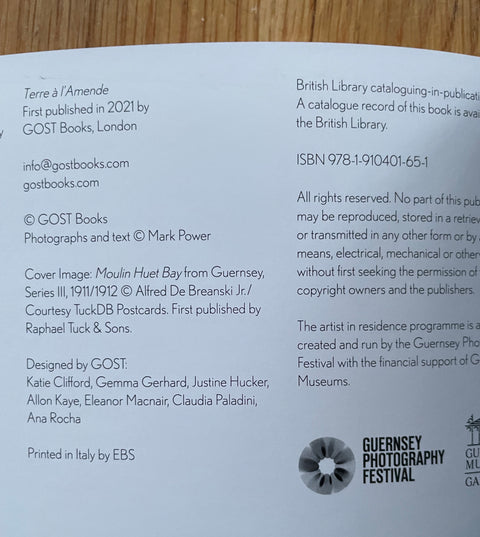 Terre à l'Amende
First published in 2021 by
GOST Books, London
info@gostbooks.com
gostbooks.com
© GOST Books
Photographs and text © Mark Power
Cover Image: Moulin Huet Bay from Guernsey,
Series III, 1911/1912 © Alfred De Breanski Jr./
Courtesy TuckDB Postcards. First published by
Raphael Tuck & Sons.
Designed by GOST:
Katie Clifford, Gemma Gerhard, Justine Hucker,
Allon Kaye, Eleanor Macnair, Claudia Paladini,
Ana Rocha
Printed in Italy by EBS
British Library cataloguing-in-publicati
A catalogue record of this book is avai
the British Library.
ISBN 978-1-910401-65-1
All rights reserved. No part of this pub
may be reproduced, stored in a retriev
or transmitted in any other form or by
means, electrical, mechanical or other
without first seeking the permission of
copyright owners and the publishers.
The artist in residence programme is a
created and run by the Guernsey Pho
Festival with the financial support of G
Museums.
GUERNSEY
PHOTOGRAPHY
FESTIVAL
GU
MU
GA